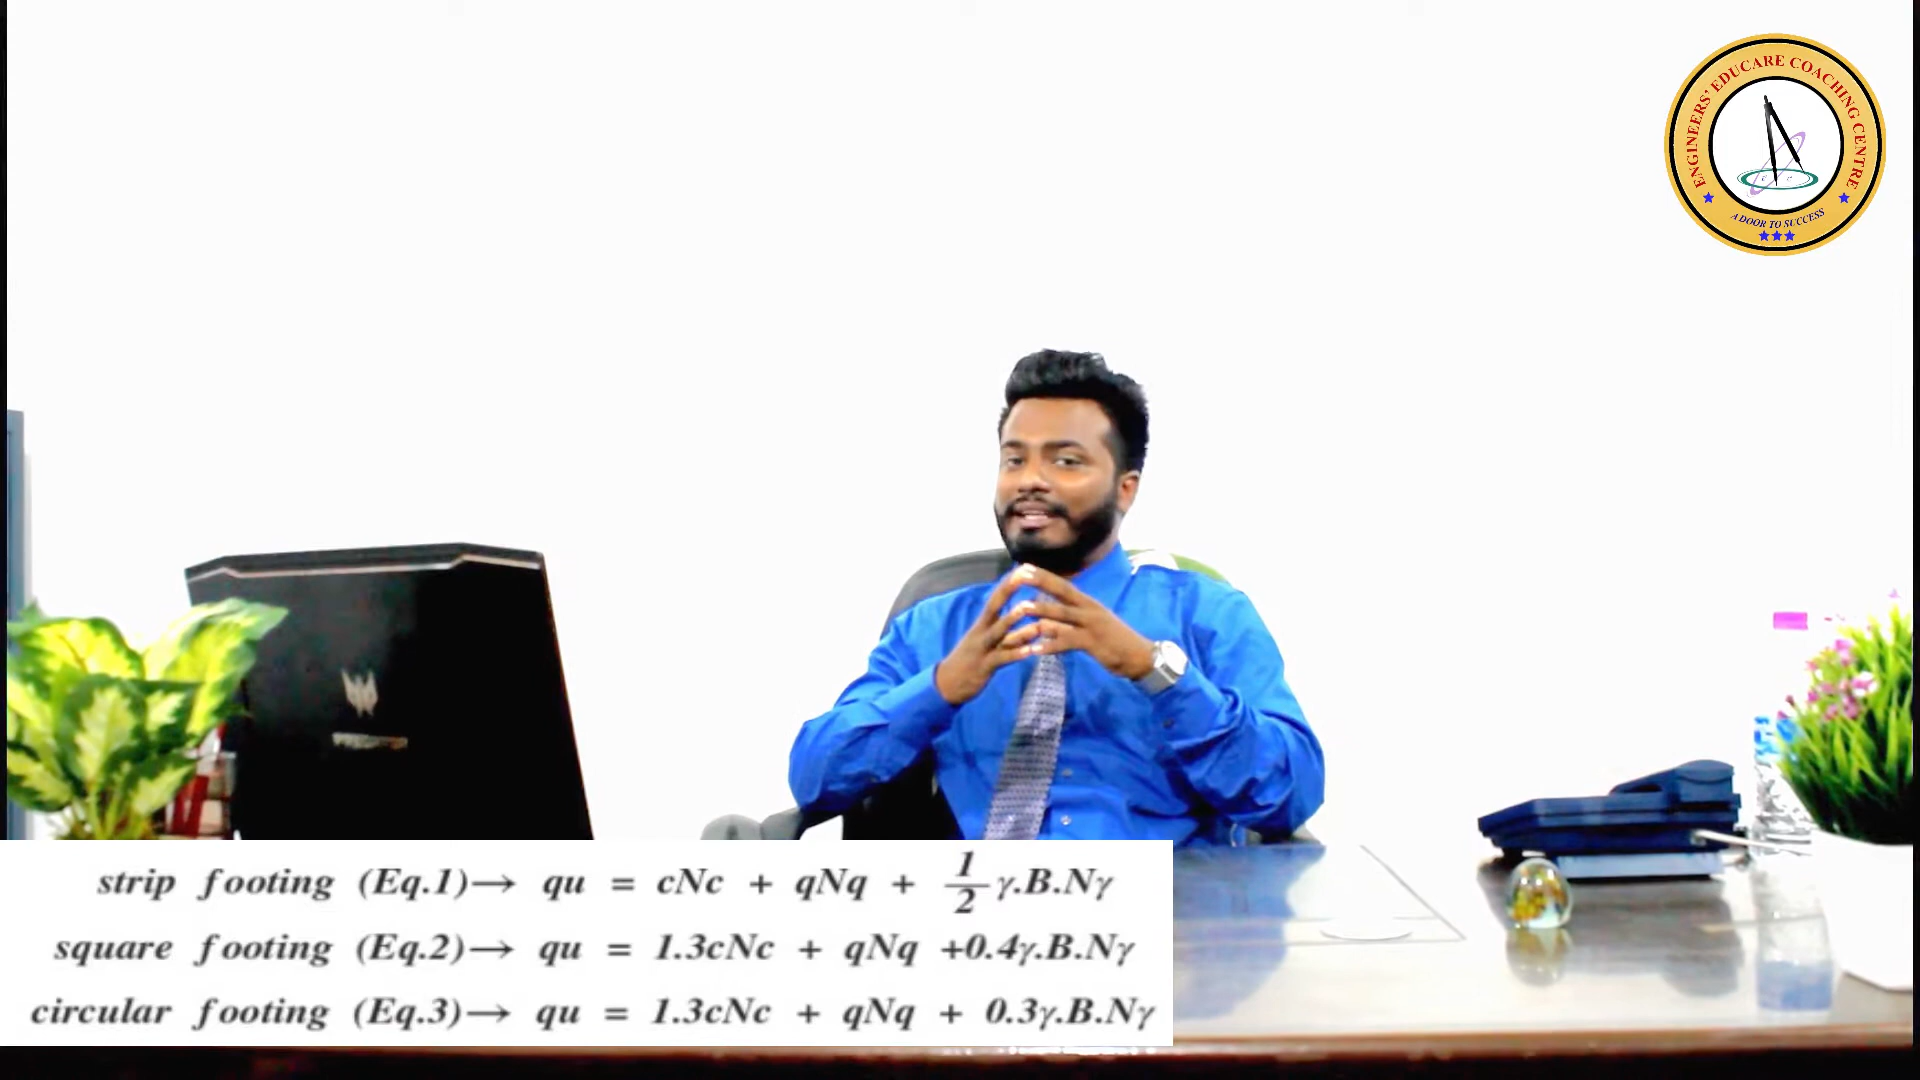 ENGINEERS' EDUCARE COACHING CENTRE
A DOOR TO SUCCESS
strip footing (Eq.1)→ qu = cNc + qNq + 1/2 γ.B.Nγ
square footing (Eq.2)→ qu = 1.3cNc + qNq +0.4γ.B.Nγ
circular footing (Eq.3)→ qu = 1.3cNc + qNq + 0.3γ.B.Nγ